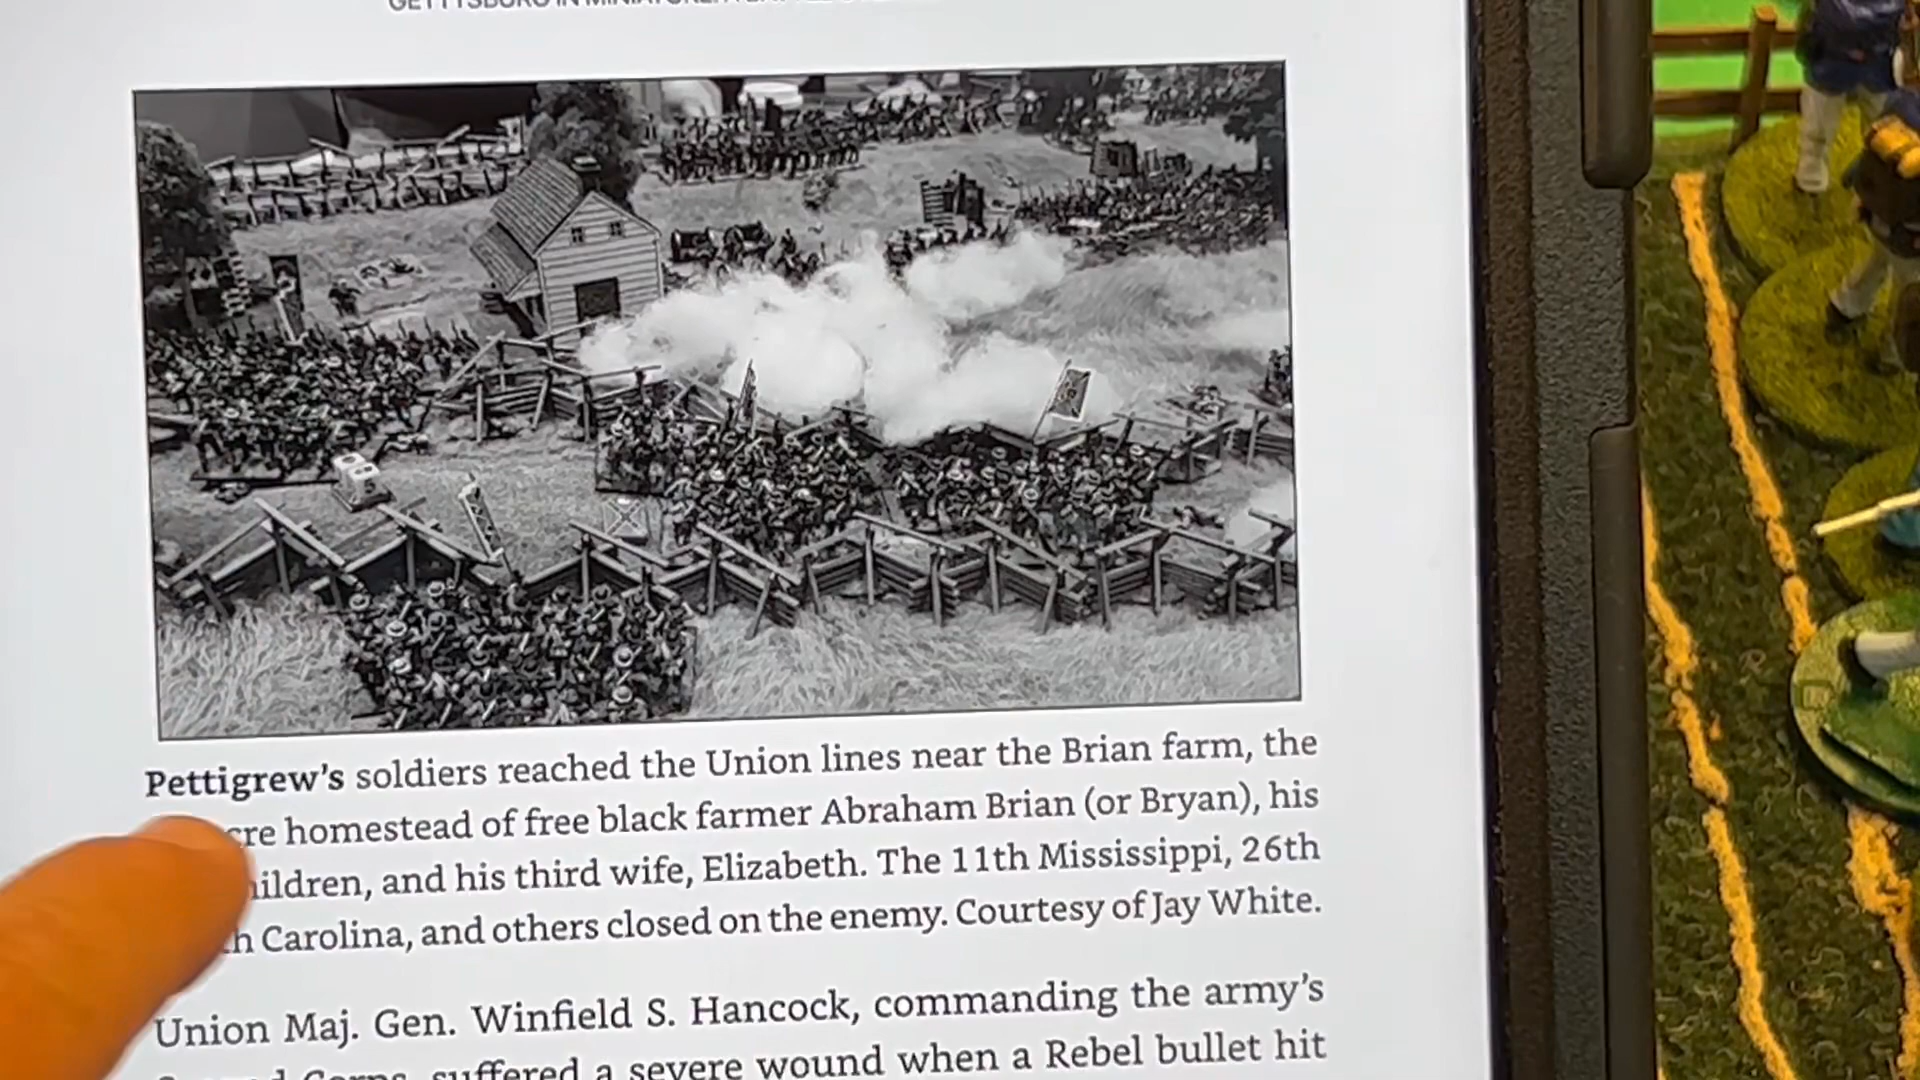 Pettigrew's soldiers reached the Union lines near the Brian farm, the
homestead of free black farmer Abraham Brian (or Bryan), his
and his third wife, Elizabeth. The 11th Mississippi, 26th
Carolina, and others closed on the enemy. Courtesy of Jay White.
Union Maj. Gen. Winfield S. Hancock, commanding the army's
suffered a severe wound when a Rebel bullet hit